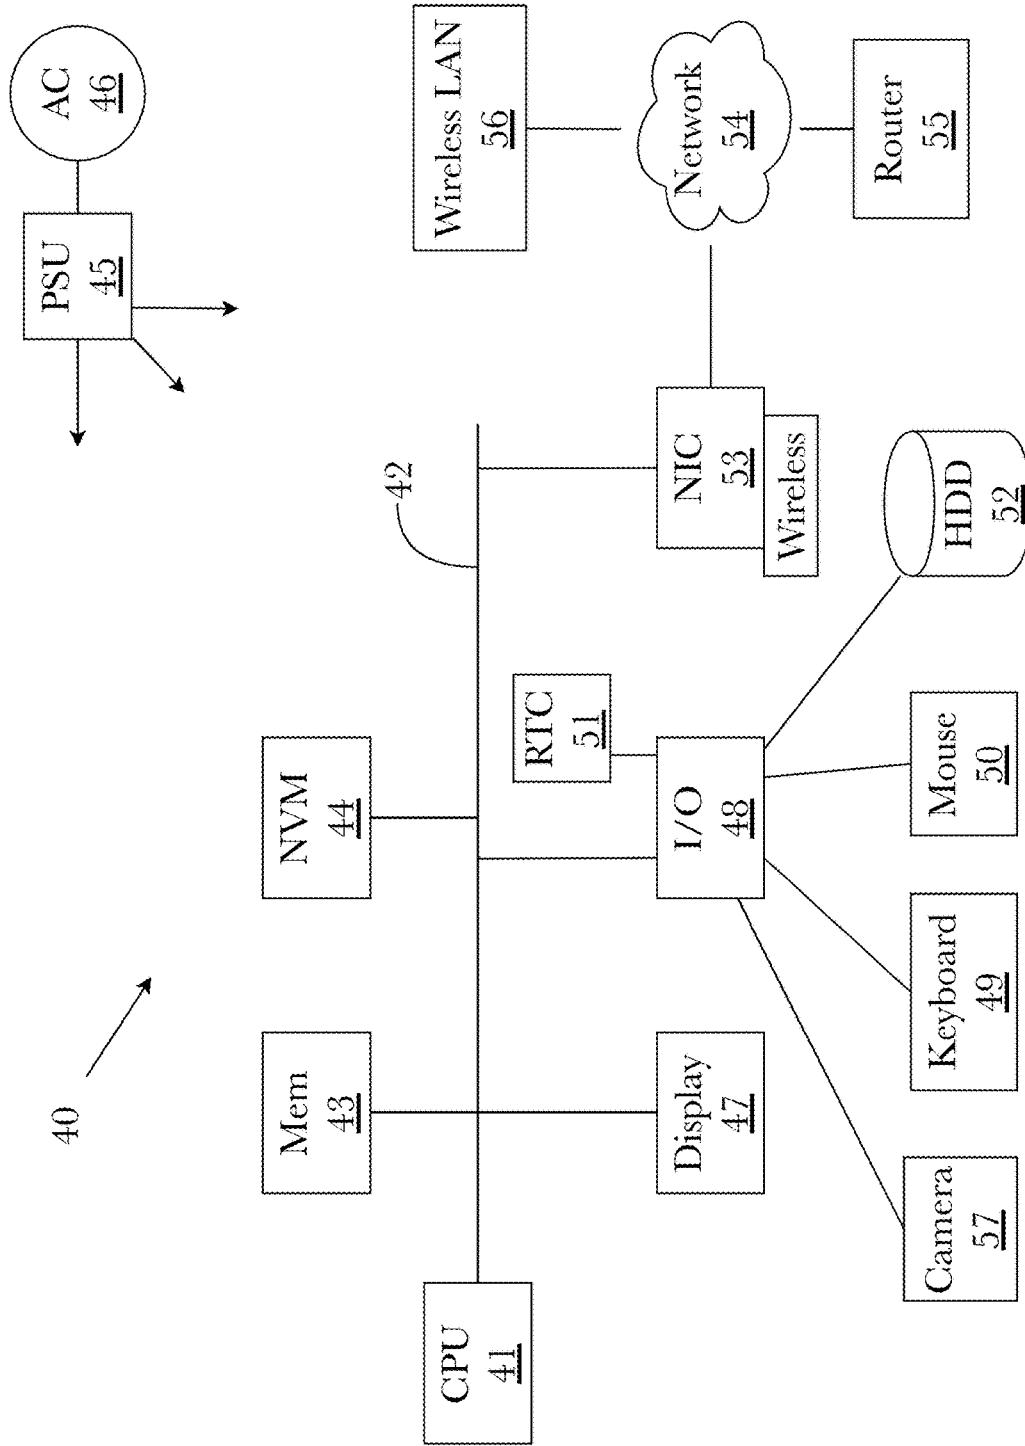 40
CPU
41
Mem
43
NVM
44
PSU
45
AC
46
42
Display
47
I/O
48
RTC
51
NIC
53
Wireless
Wireless LAN
56
Network
54
Router
55
Camera
57
Keyboard
49
Mouse
50
HDD
52